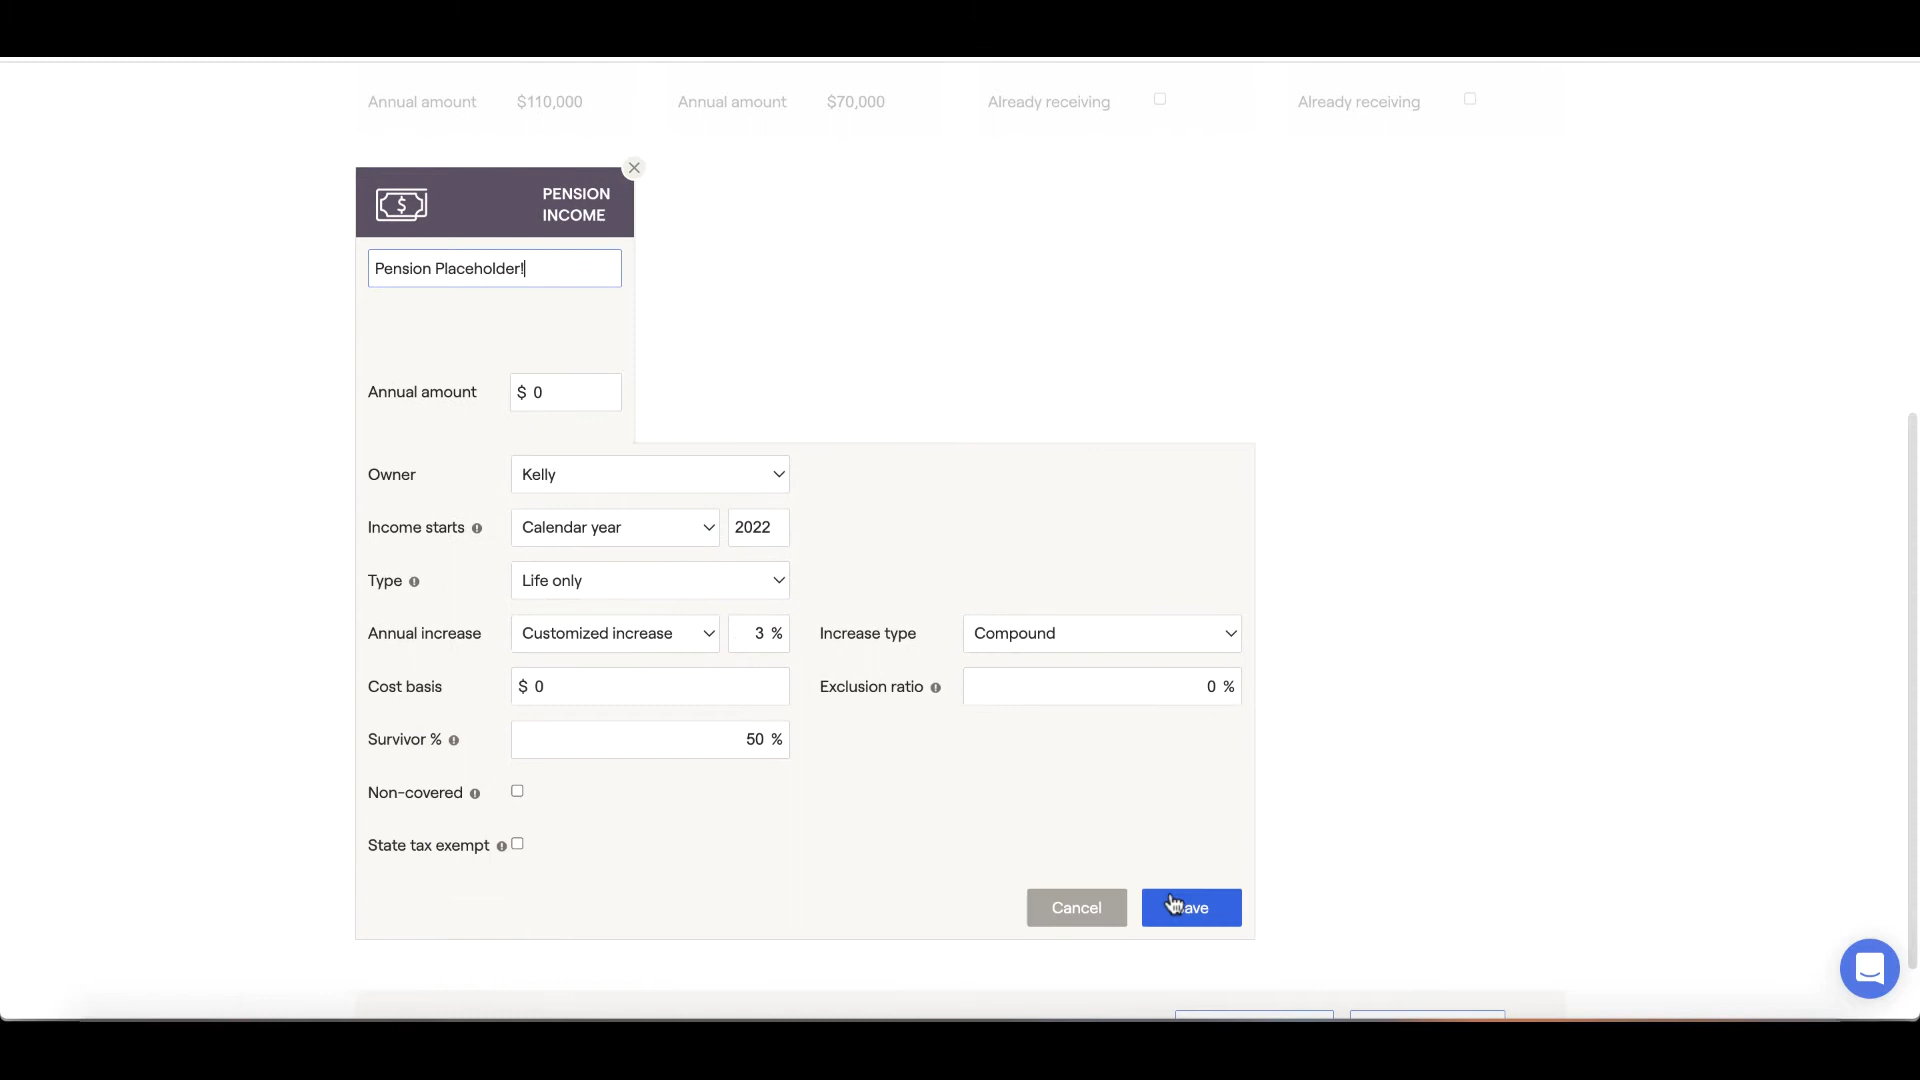 Annual amount $110,000 Annual amount $70,000 Already receiving Already receiving
PENSION
INCOME
Pension Placeholder!
Annual amount $ 0
Owner Kelly
Income starts Calendar year 2022
Type Life only
Annual increase Customized increase 3 % Increase type Compound
Cost basis $ 0 Exclusion ratio 0 %
Survivor % 50 %
Non-covered
State tax exempt
Cancel ave